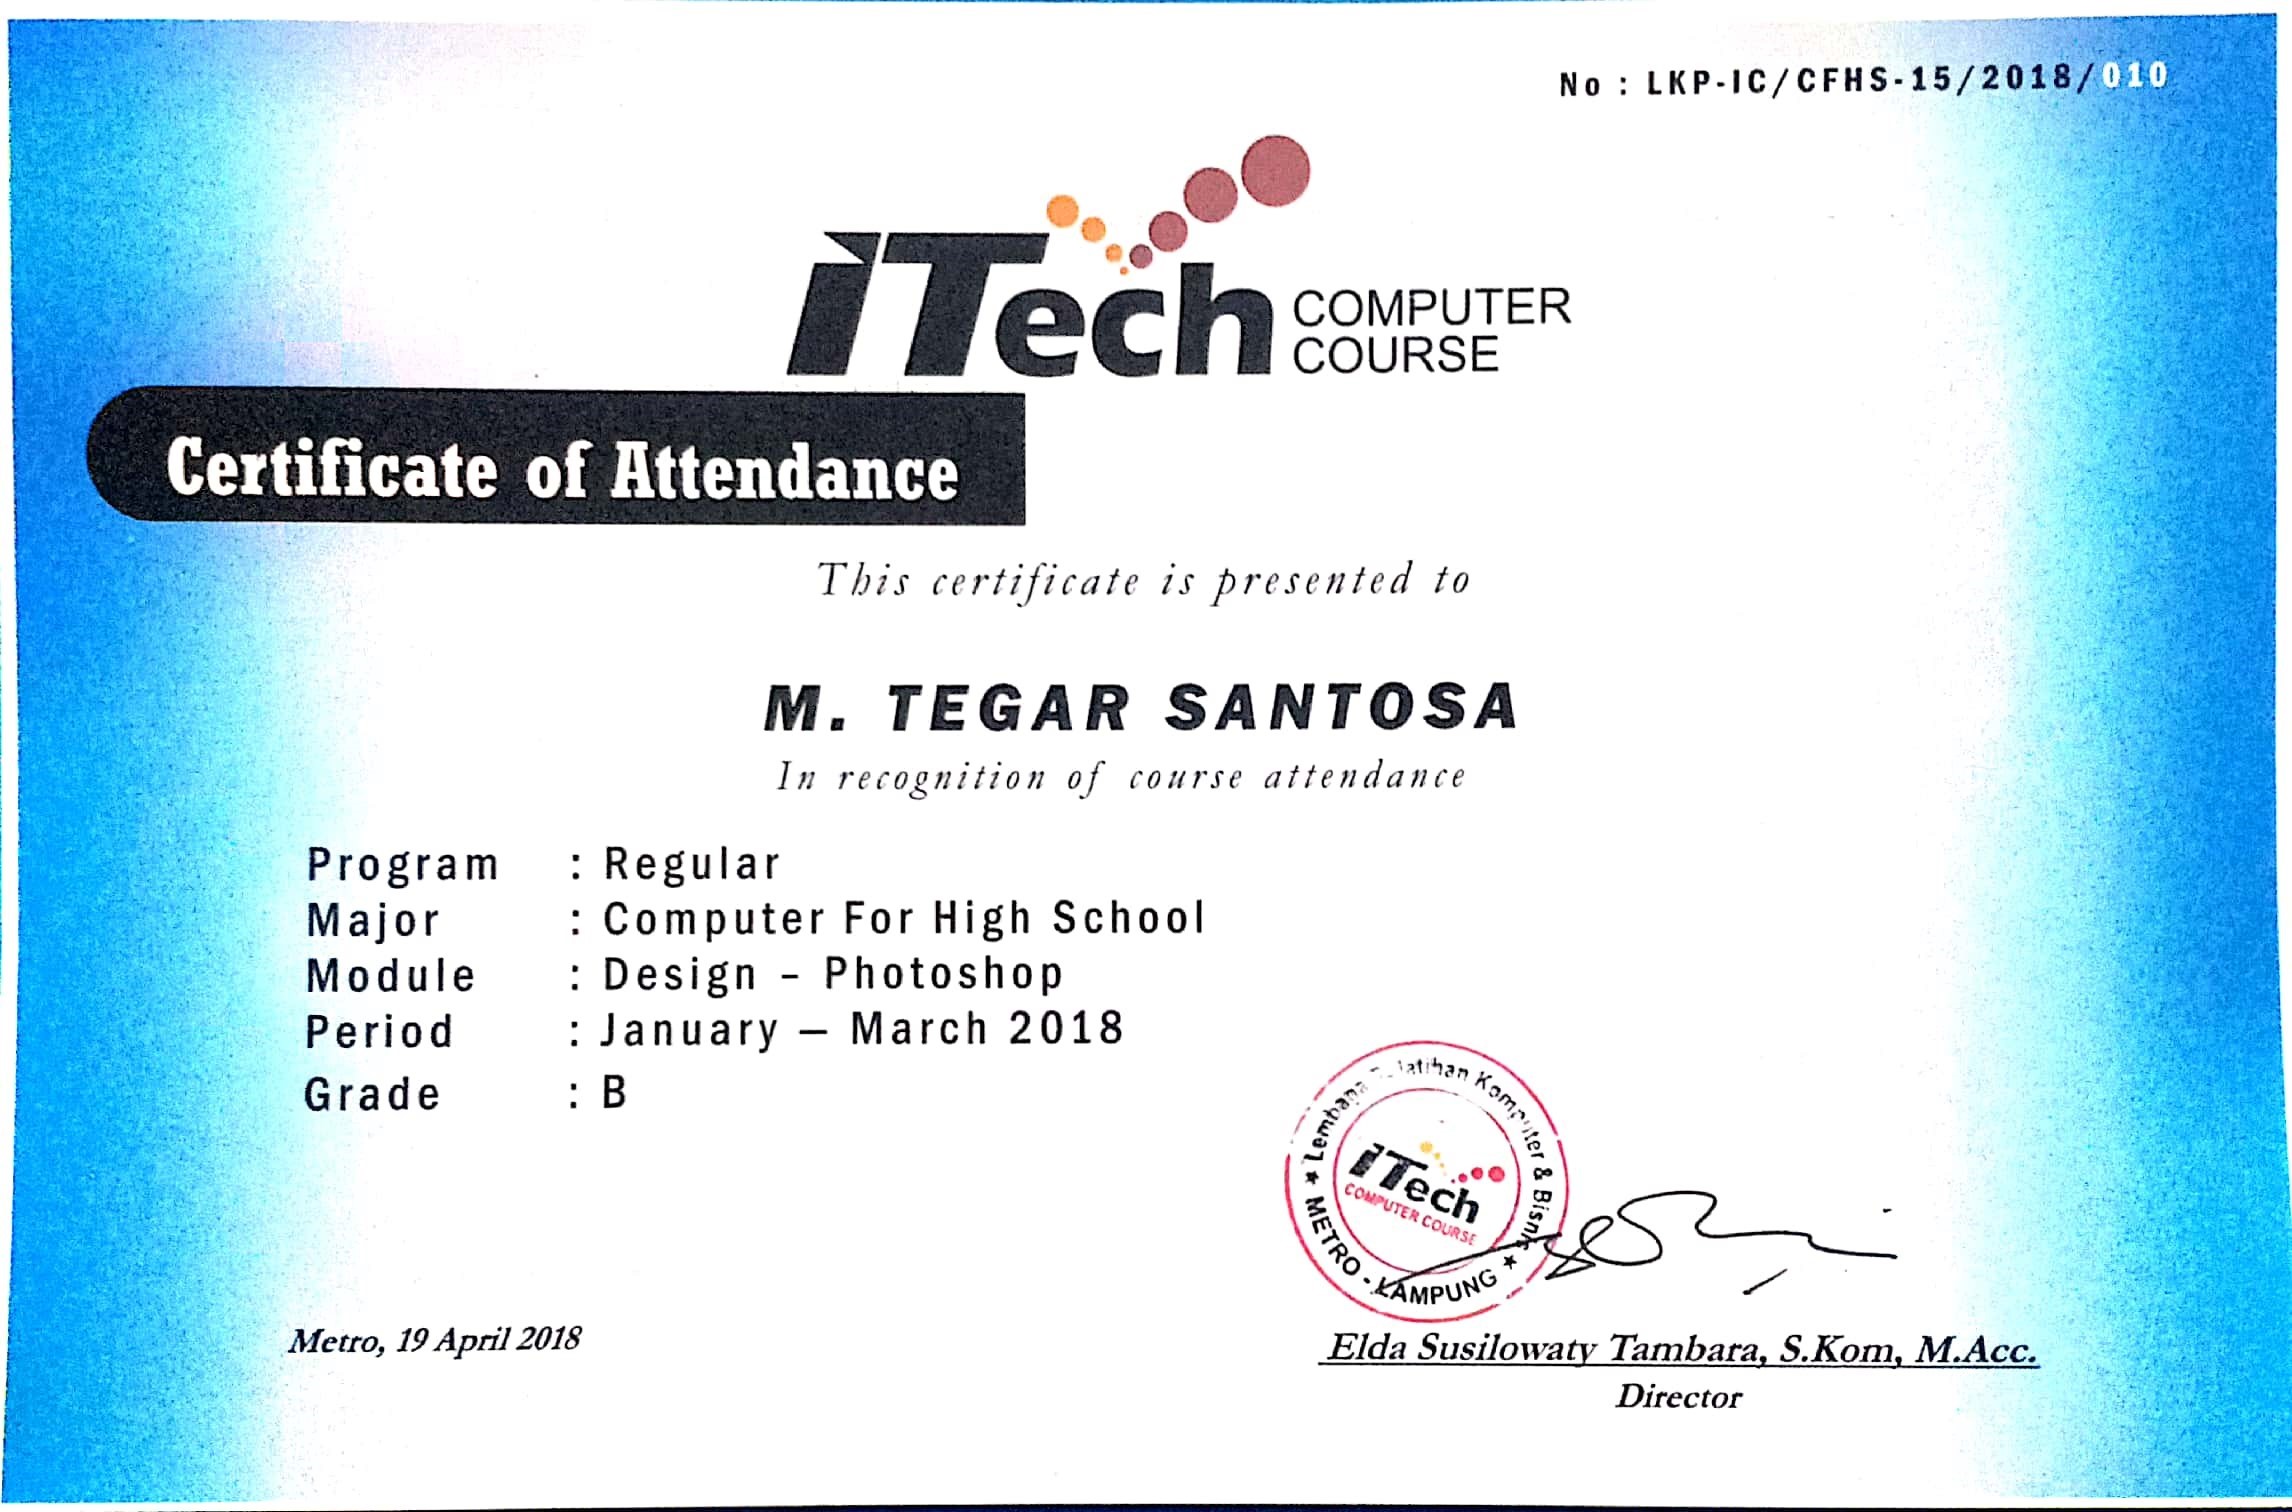 No : LKP-IC/CFHS-15/2018/010
iTech COMPUTER
COURSE
Certificate of Attendance
This certificate is presented to
M. TEGAR SANTOSA
In recognition of course attendance
Program : Regular
Major : Computer For High School
Module : Design - Photoshop
Period : January – March 2018
Grade : B
Lembaga Pelatihan Komputer & Bisnis
iTech
COMPUTER COURSE
METRO - LAMPUNG
Metro, 19 April 2018
Elda Susilowaty Tambara, S.Kom, M.Acc.
Director